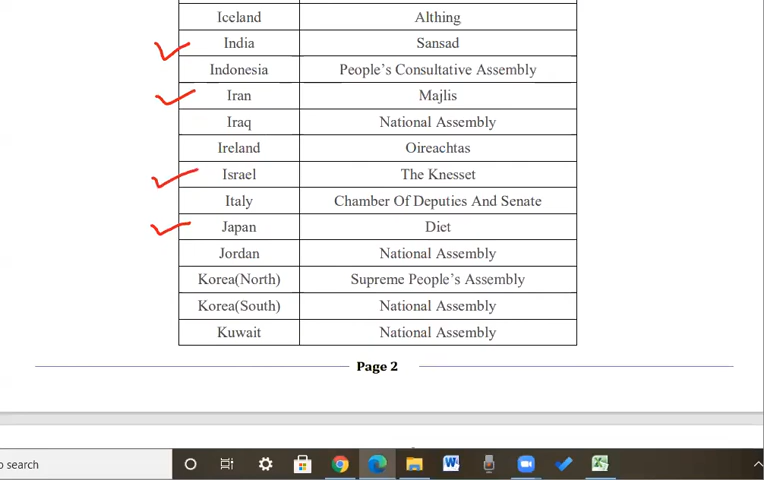 Iceland Althing
India Sansad
Indonesia People’s Consultative Assembly
Iran Majlis
Iraq National Assembly
Ireland Oireachtas
Israel The Knesset
Italy Chamber Of Deputies And Senate
Japan Diet
Jordan National Assembly
Korea(North) Supreme People’s Assembly
Korea(South) National Assembly
Kuwait National Assembly
Page 2
o search